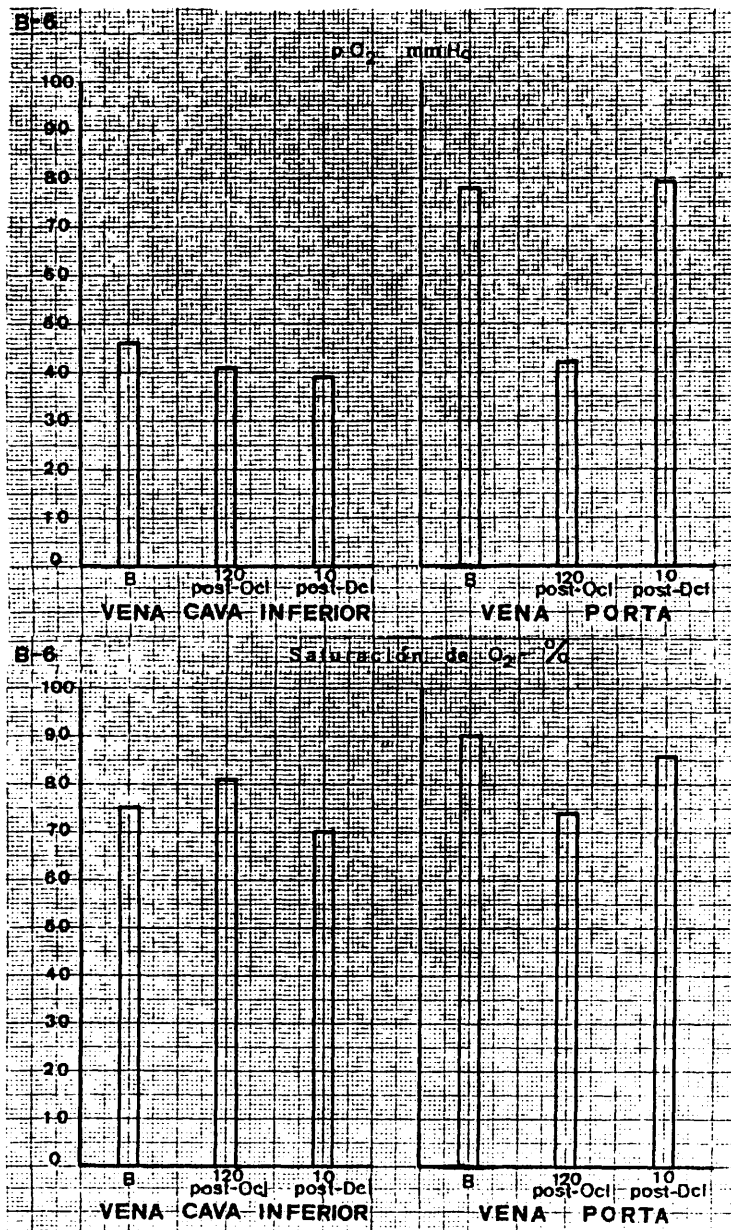 B-6
pO₂ mmHg
100
90
80
70
60
50
40
30
20
10
0
B 120 post-Ocl 10 post-Dcl
VENA CAVA INFERIOR
B 120 post-Ocl 10 post-Dcl
VENA PORTA
B-6
Saturación de O₂ - %
100
90
80
70
60
50
40
30
20
10
0
B 120 post-Ocl 10 post-Dcl
VENA CAVA INFERIOR
B 120 post-Ocl 10 post-Dcl
VENA PORTA